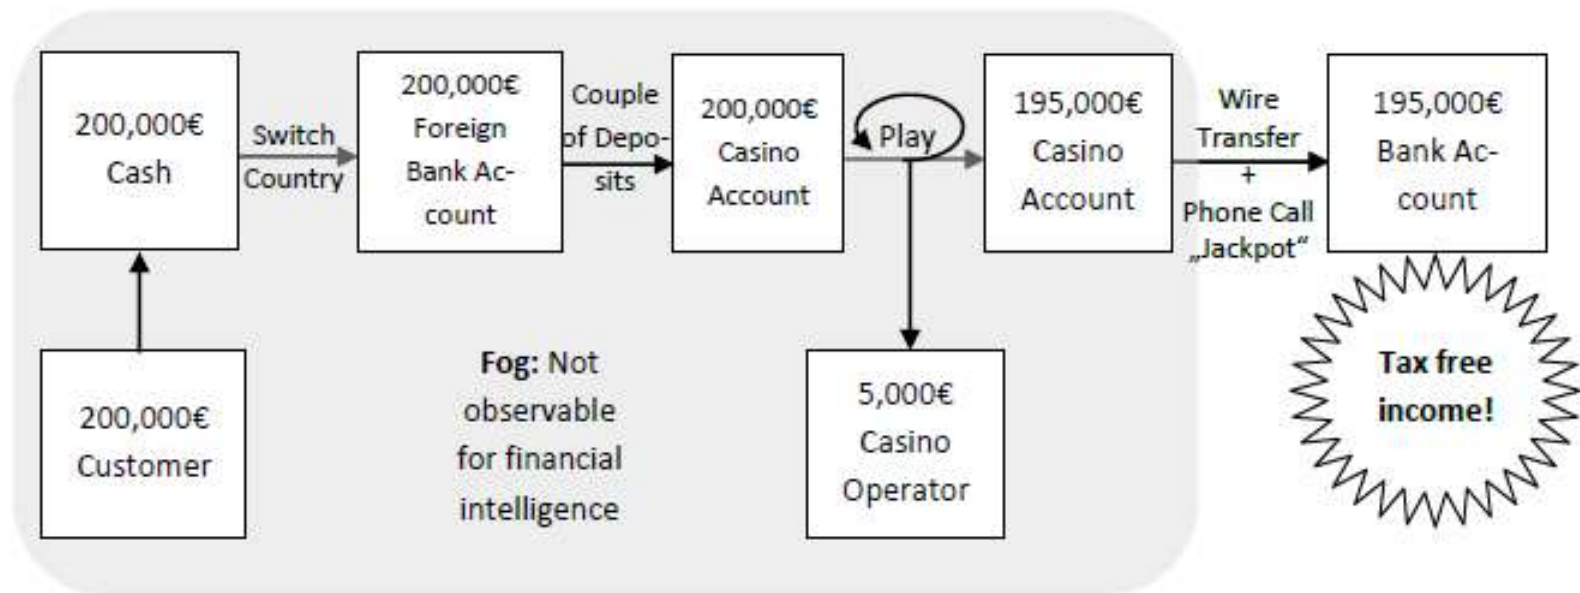 200,000€
Cash
Switch
Country
200,000€
Foreign
Bank Ac-
count
Couple
of Depo-
sits
200,000€
Casino
Account
Play
195,000€
Casino
Account
Wire
Transfer
+
Phone Call
„Jackpot“
195,000€
Bank Ac-
count
200,000€
Customer
Fog: Not
observable
for financial
intelligence
5,000€
Casino
Operator
Tax free
income!